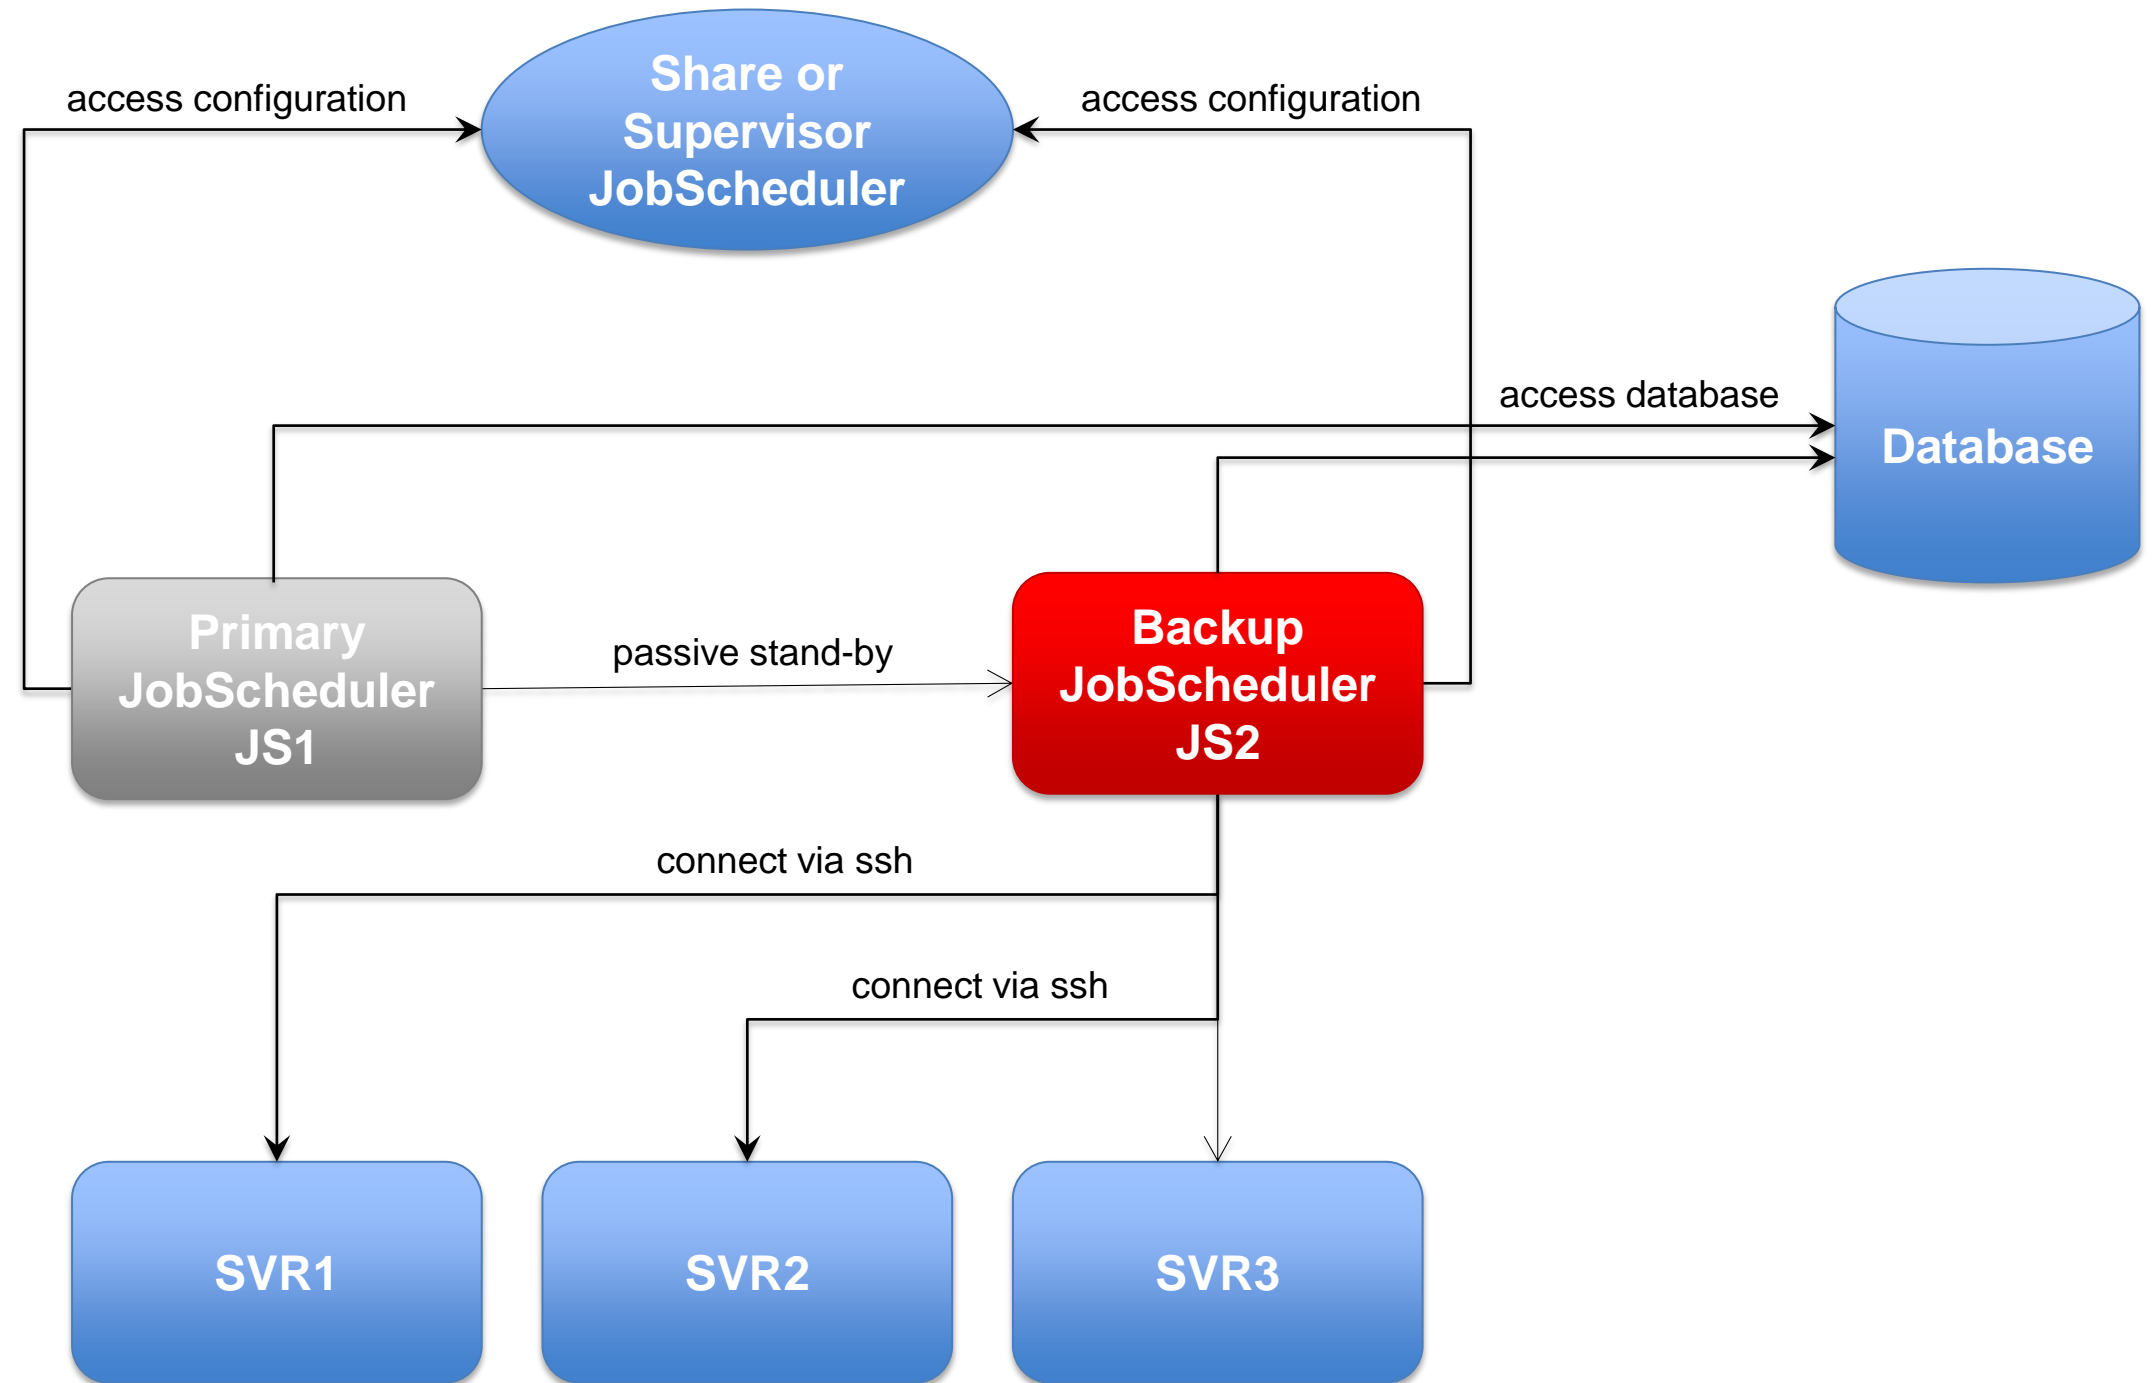 access configuration
Share or
Supervisor
JobScheduler
access configuration
access database
Database
Primary
JobScheduler
JS1
passive stand-by
Backup
JobScheduler
JS2
connect via ssh
connect via ssh
SVR1
SVR2
SVR3